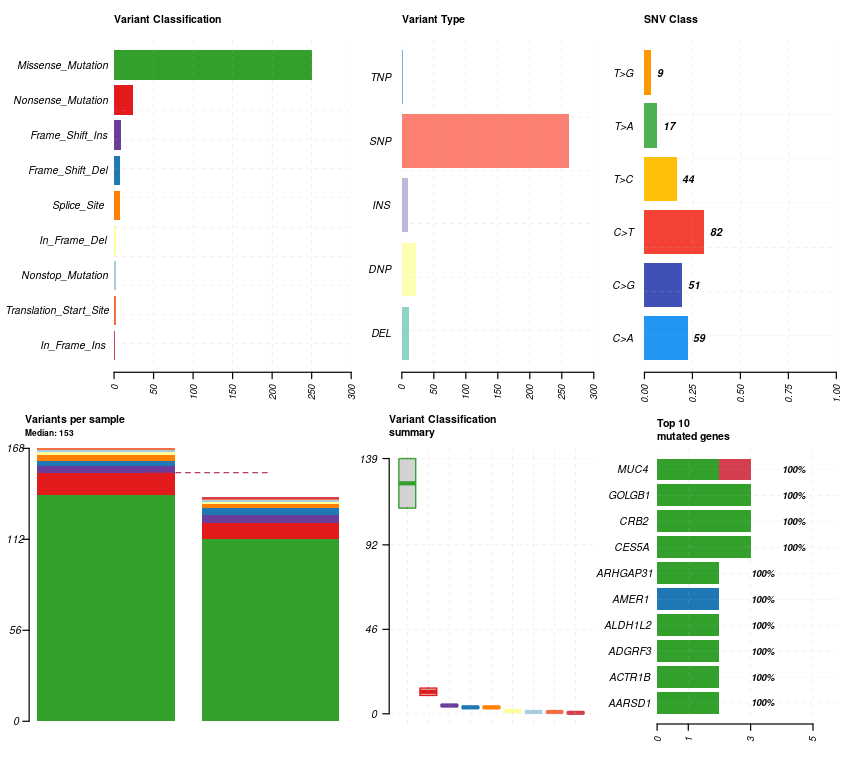 Variant Classification
Missense_Mutation
Nonsense_Mutation
Frame_Shift_Ins
Frame_Shift_Del
Splice_Site
In_Frame_Del
Nonstop_Mutation
Translation_Start_Site
In_Frame_Ins
0 50 100 150 200 250 300
Variant Type
TNP
SNP
INS
DNP
DEL
0 50 100 150 200 250 300
SNV Class
T>G 9
T>A 17
T>C 44
C>T 82
C>G 51
C>A 59
0.00 0.25 0.50 0.75 1.00
Variants per sample
Median: 153
168
112
56
0
Variant Classification
summary
139
92
46
0
Top 10
mutated genes
MUC4 100%
GOLGB1 100%
CRB2 100%
CES5A 100%
ARHGAP31 100%
AMER1 100%
ALDH1L2 100%
ADGRF3 100%
ACTR1B 100%
AARSD1 100%
0 1 3 5